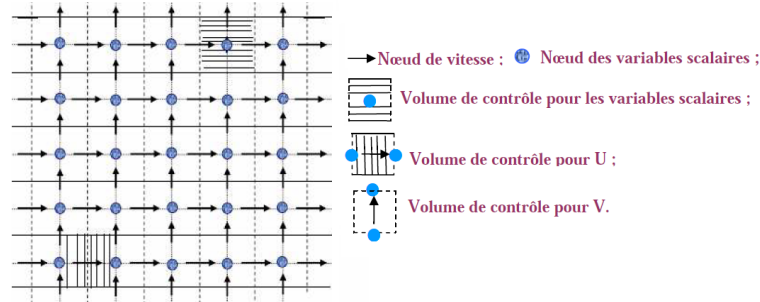 Nœud de vitesse ; Nœud des variables scalaires ;
Volume de contrôle pour les variables scalaires ;
Volume de contrôle pour U ;
Volume de contrôle pour V.